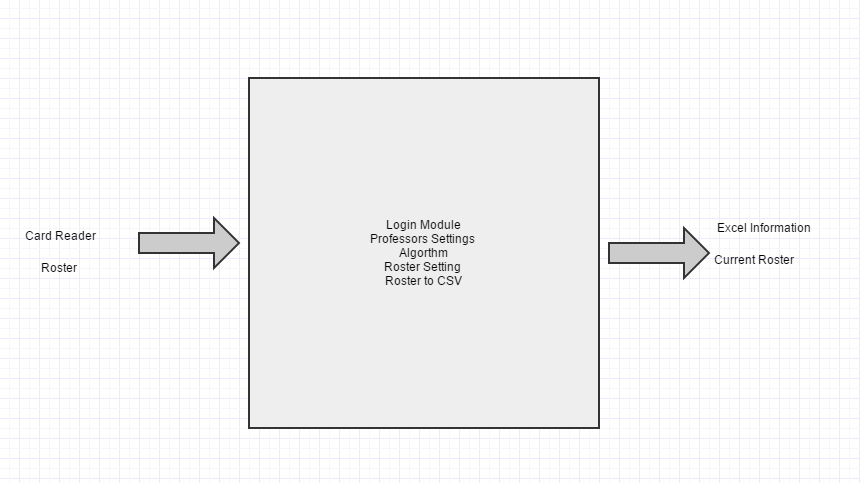 Card Reader
Roster
Login Module
Professors Settings
Algorthm
Roster Setting
Roster to CSV
Excel Information
Current Roster